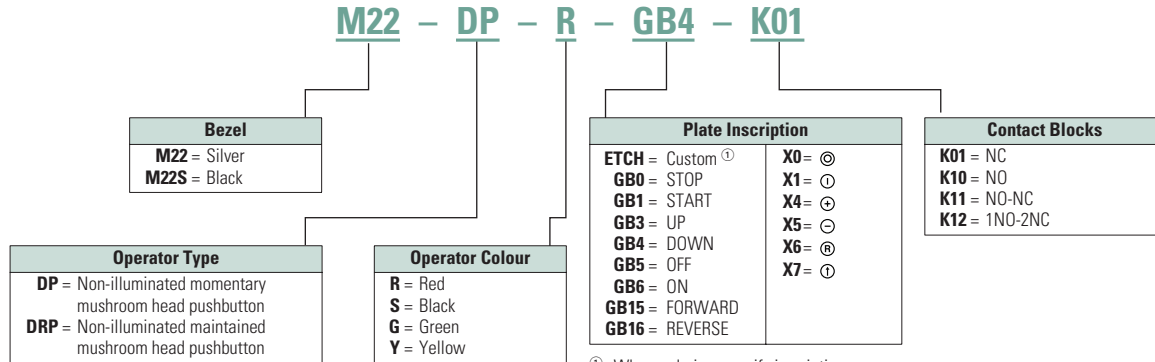 M22 – DP – R – GB4 – K01
Bezel
M22 = Silver
M22S = Black
Operator Type
DP = Non-illuminated momentary
mushroom head pushbutton
DRP = Non-illuminated maintained
mushroom head pushbutton
Operator Colour
R = Red
S = Black
G = Green
Y = Yellow
Plate Inscription
ETCH = Custom ①
GB0 = STOP
GB1 = START
GB3 = UP
GB4 = DOWN
GB5 = OFF
GB6 = ON
GB15 = FORWARD
GB16 = REVERSE
X0 = ◎
X1 = Ⓘ
X4 = ⊕
X5 = ⊖
X6 = Ⓡ
X7 = ⓵
Contact Blocks
K01 = NC
K10 = NO
K11 = NO-NC
K12 = 1NO-2NC